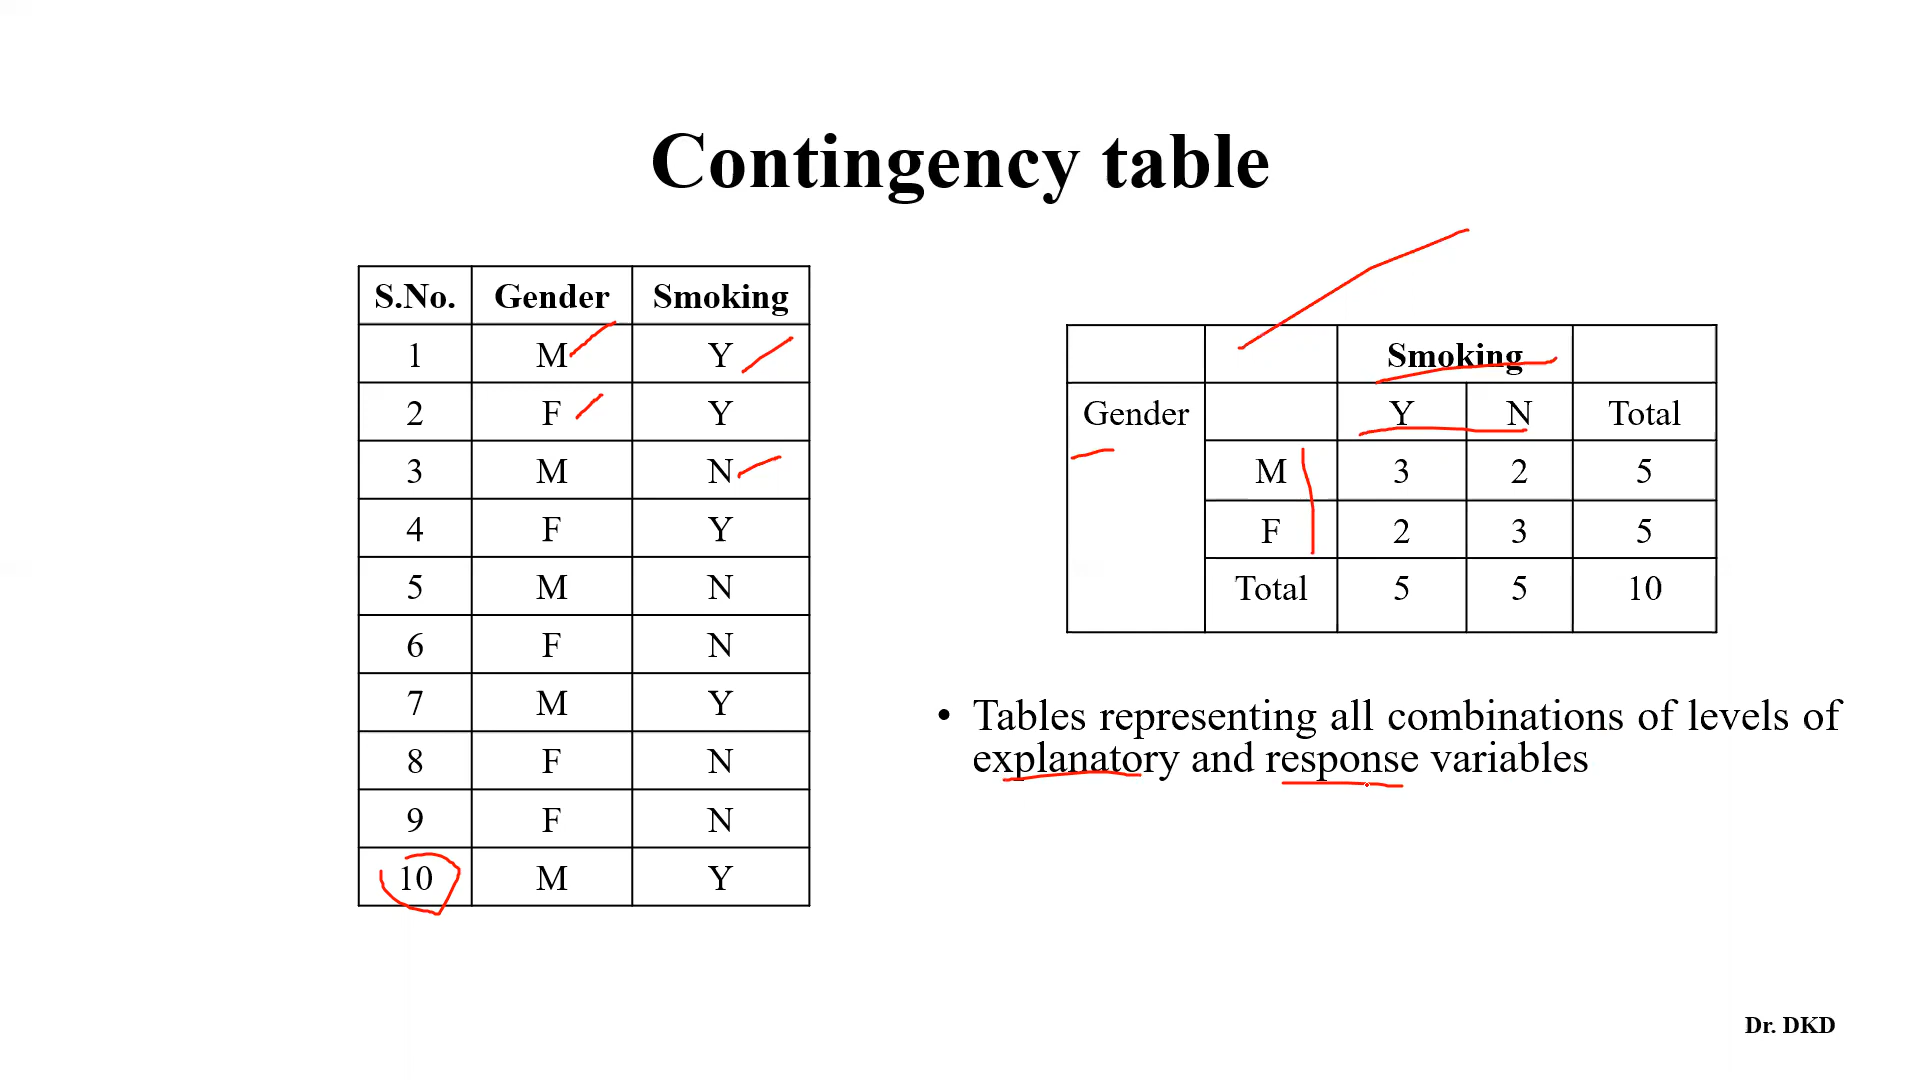 Contingency table
S.No. Gender Smoking
1 M Y
2 F Y
3 M N
4 F Y
5 M N
6 F N
7 M Y
8 F N
9 F N
10 M Y
Smoking
Gender Y N Total
M 3 2 5
F 2 3 5
Total 5 5 10
• Tables representing all combinations of levels of
explanatory and response variables
Dr. DKD